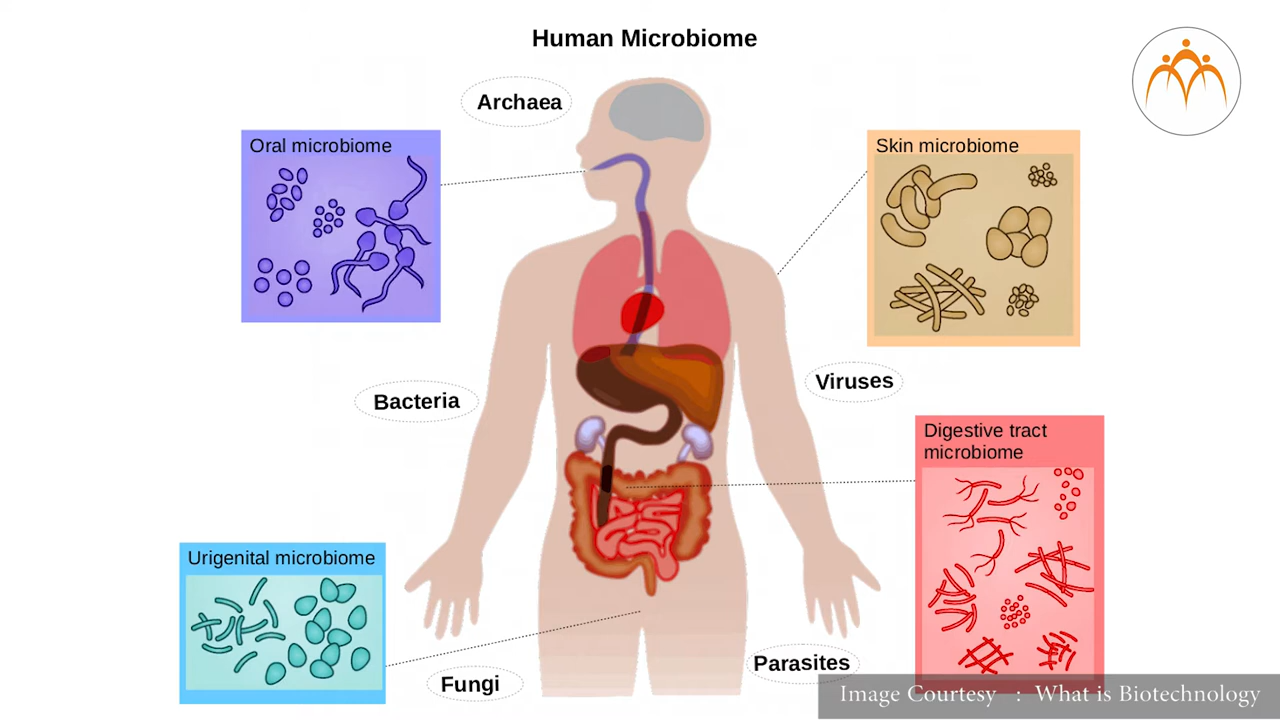 Human Microbiome
Archaea
Oral microbiome
Skin microbiome
Bacteria
Viruses
Digestive tract
microbiome
Urigenital microbiome
Fungi
Parasites
Image Courtesy : What is Biotechnology